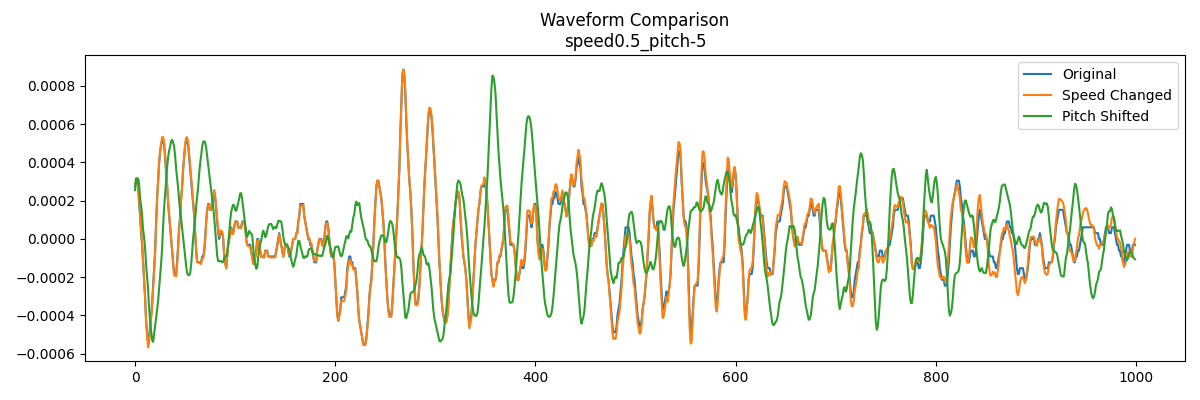 Waveform Comparison
speed0.5_pitch-5
Original
Speed Changed
Pitch Shifted
0.0008
0.0006
0.0004
0.0002
0.0000
−0.0002
−0.0004
−0.0006
0 200 400 600 800 1000